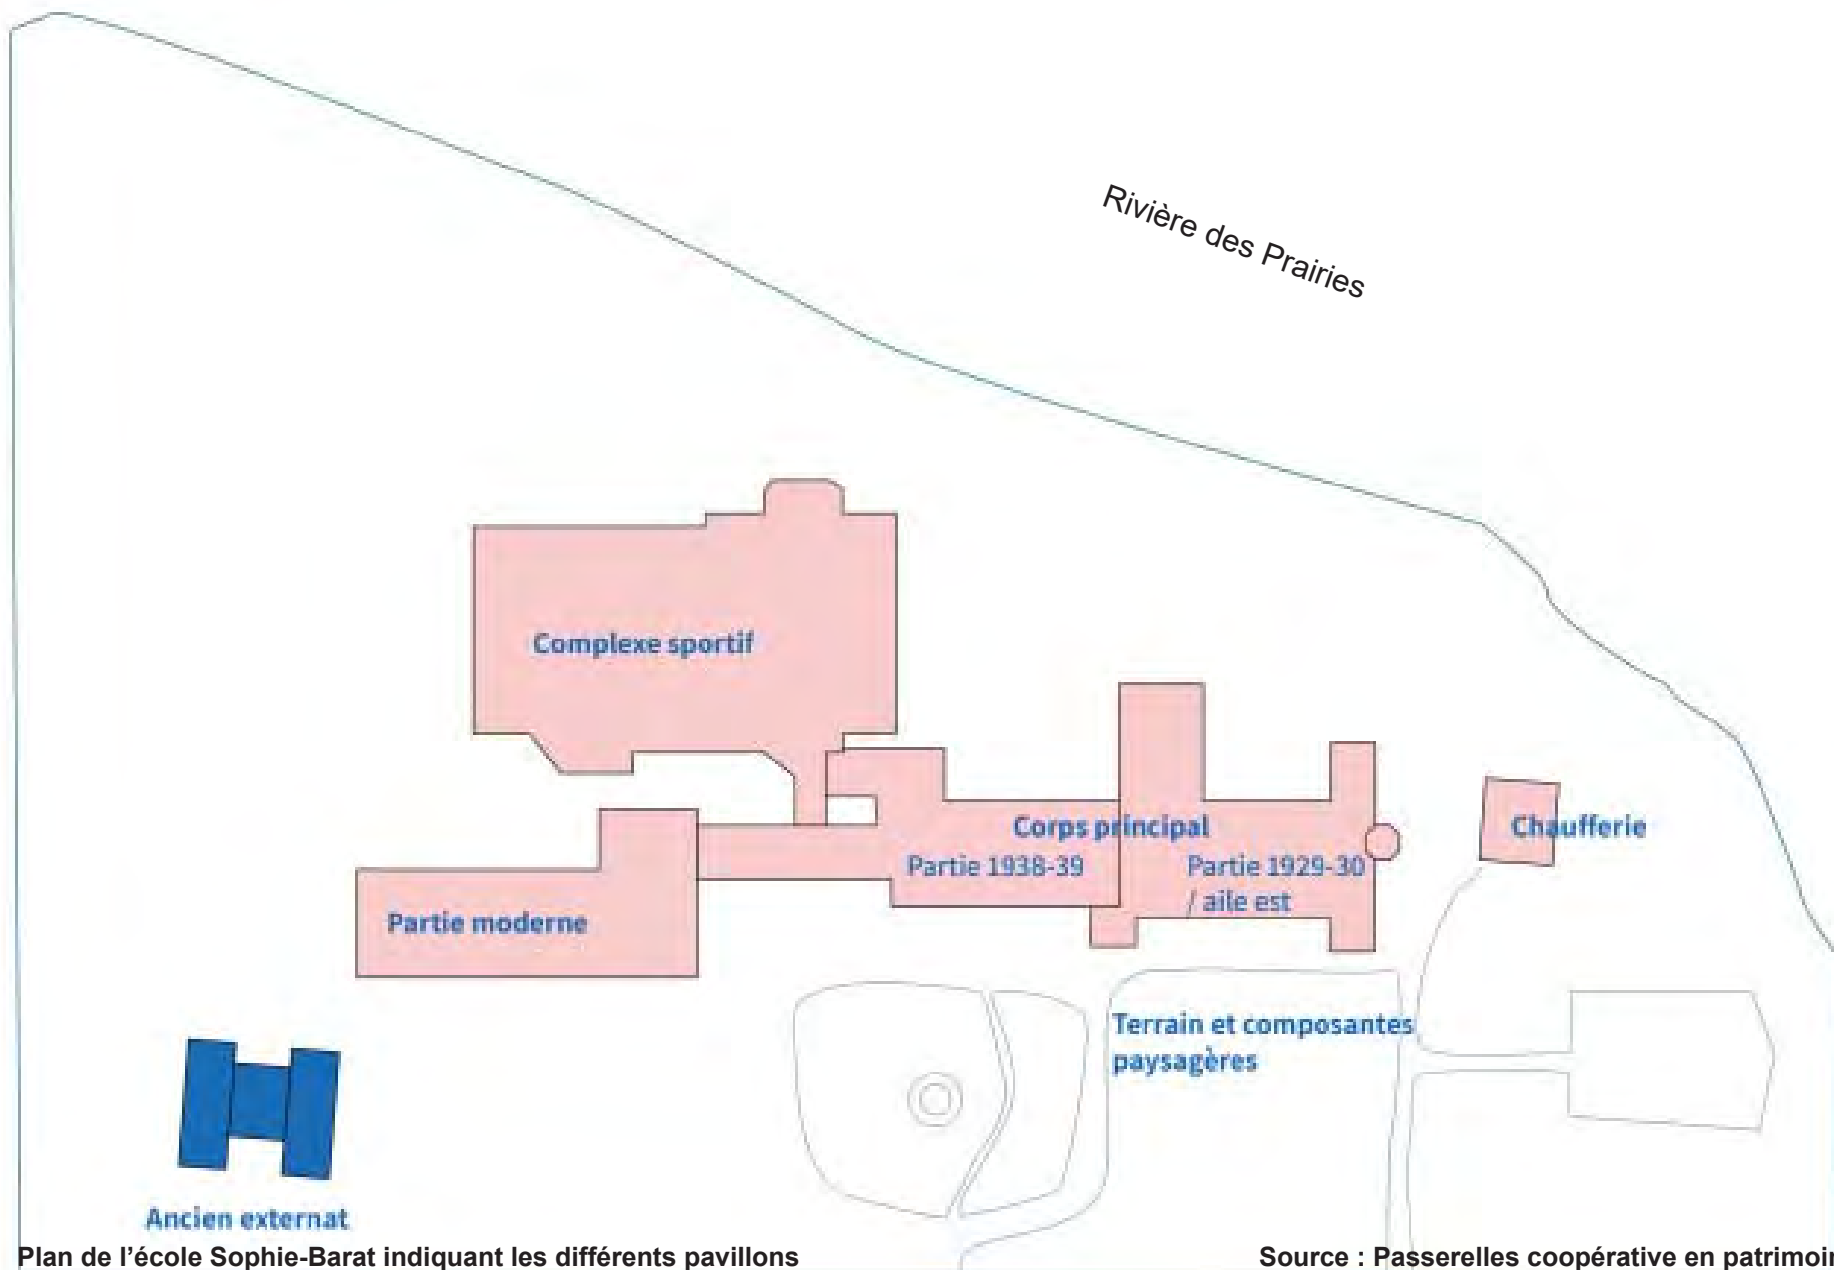 Rivière des Prairies
Complexe sportif
Corps principal
Chaufferie
Partie 1938-39
Partie 1929-30
/ aile est
Partie moderne
Terrain et composantes
paysagères
Ancien externat
Plan de l'école Sophie-Barat indiquant les différents pavillons
Source : Passerelles coopérative en patrimoin